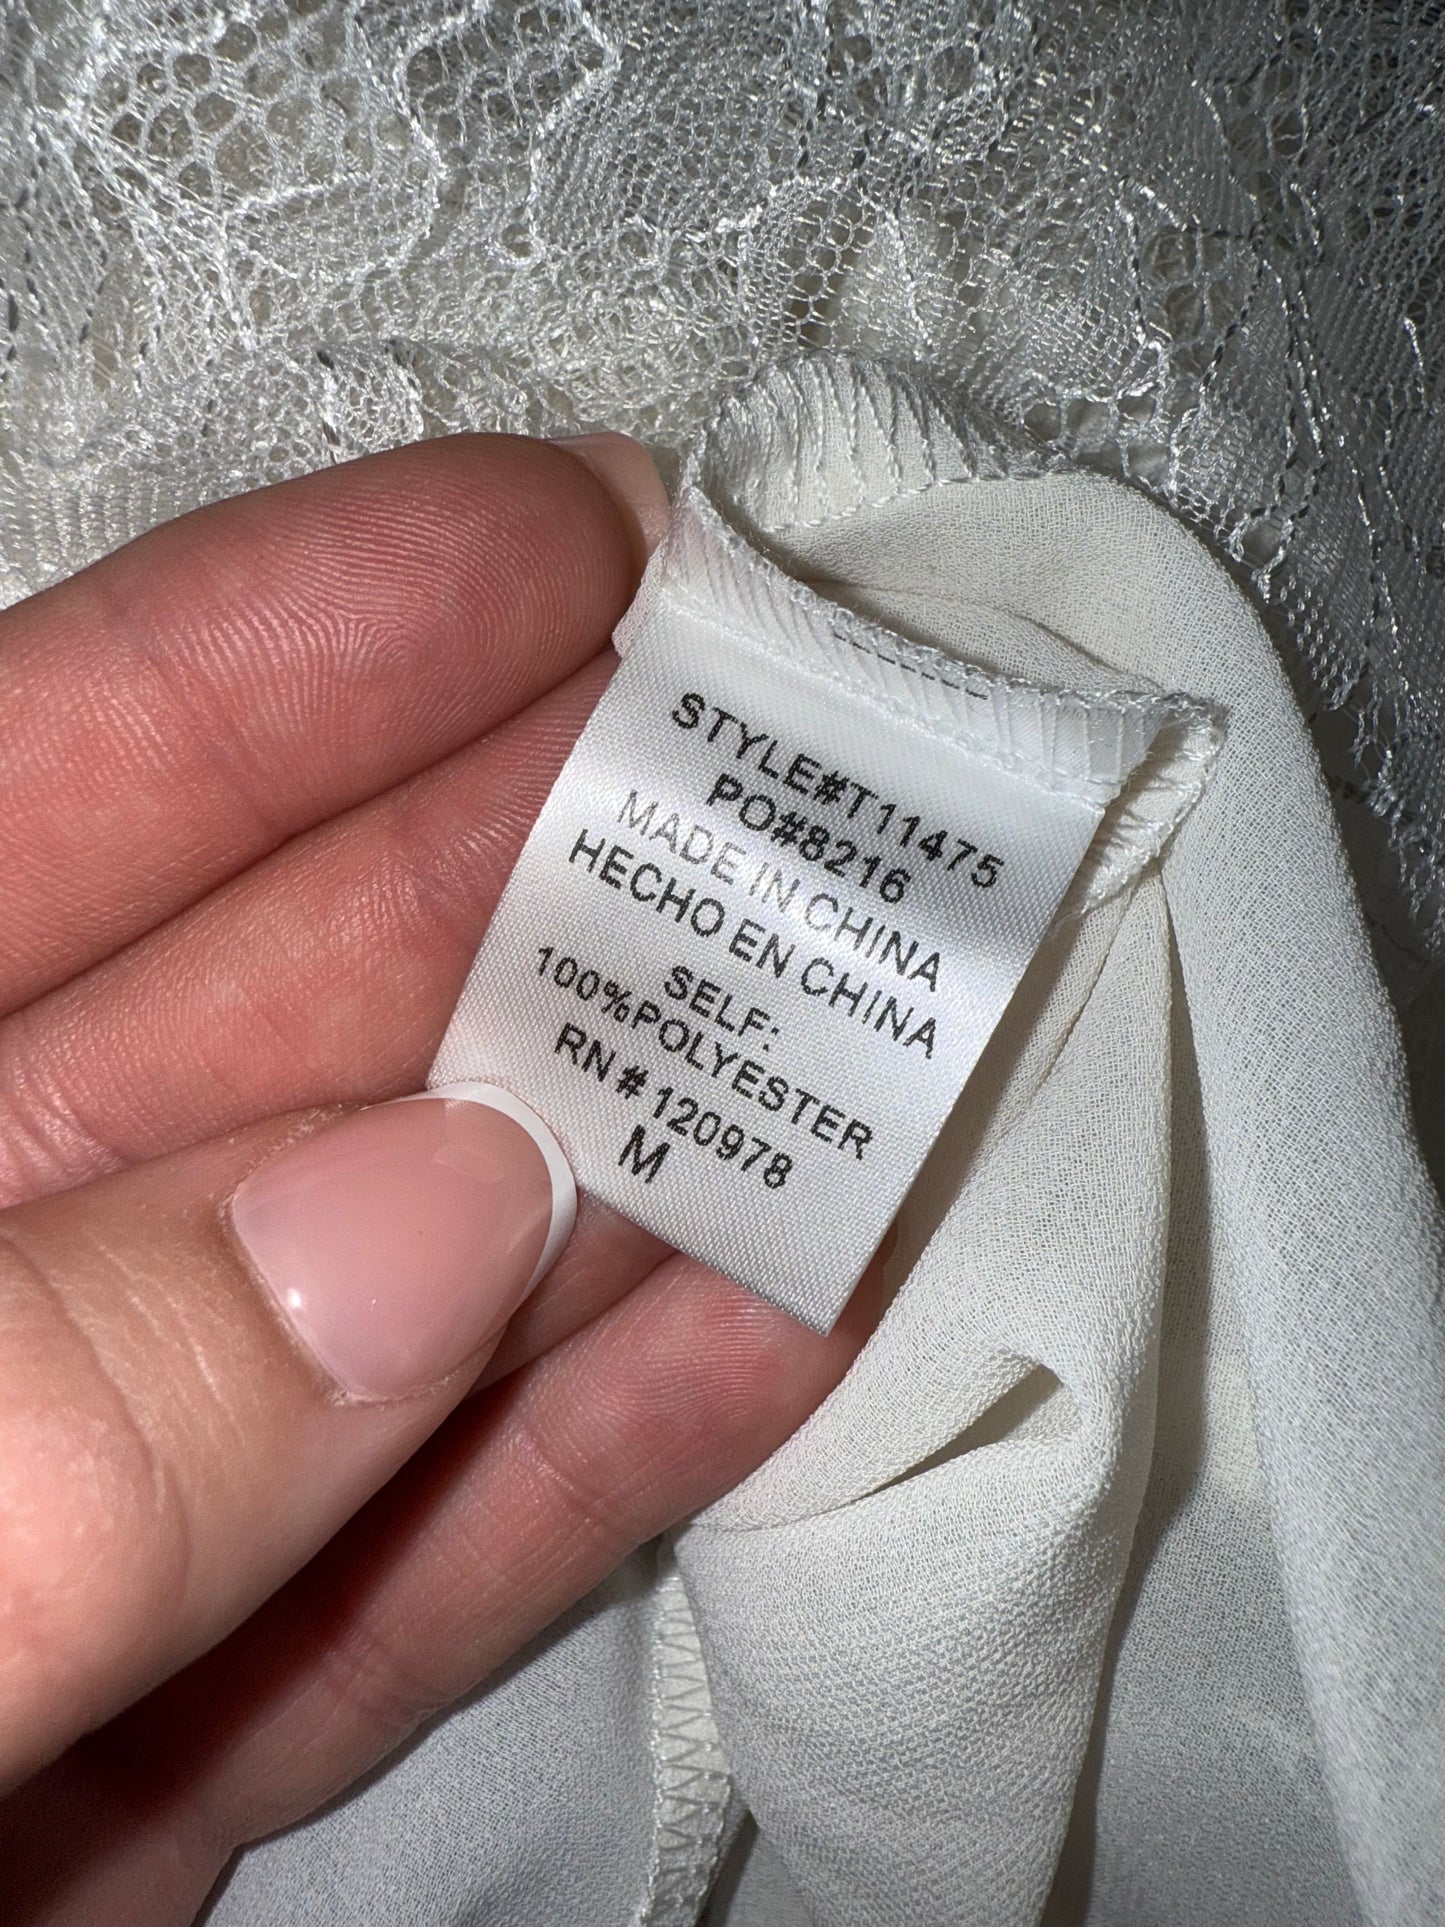 STYLE#T11475
PO#8216
MADE IN CHINA
HECHO EN CHINA
SELF:
100%POLYESTER
RN#120978
M